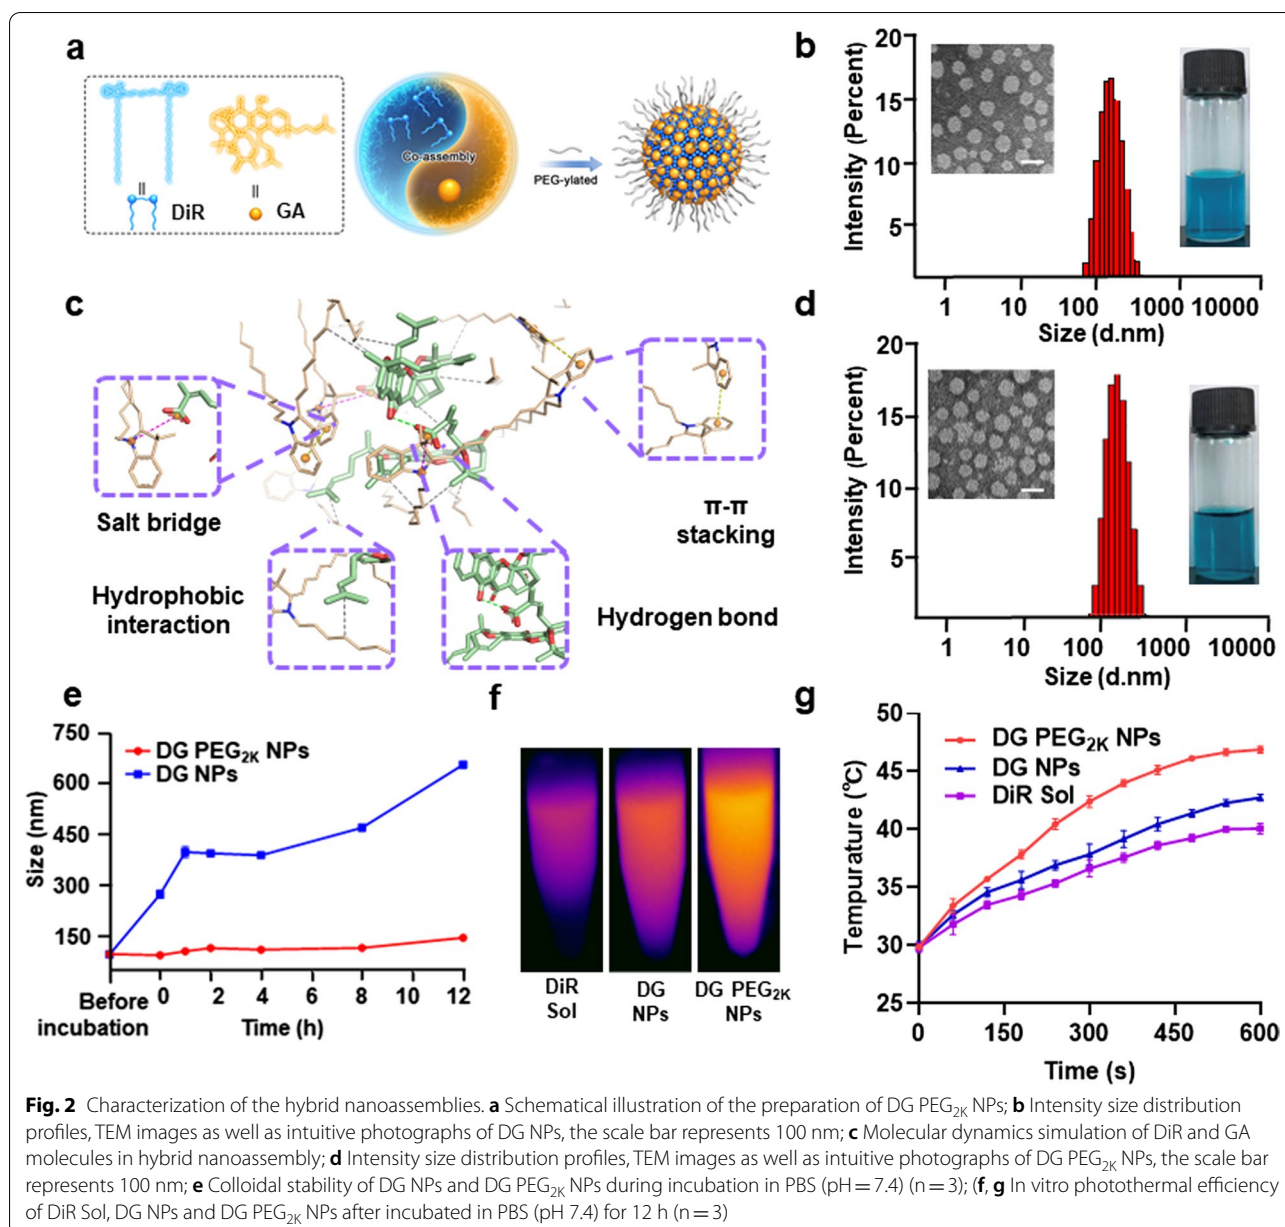 a
DiR
GA
Co-assembly
PEG-ylated
b
20
15
10
5
Intensity (Percent)
1 10 100 1000 10000
Size (d.nm)
c
Salt bridge
Hydrophobic
interaction
Hydrogen bond
π-π
stacking
d
20
15
10
5
Intensity (Percent)
1 10 100 1000 10000
Size (d.nm)
e
750
600
450
300
150
Size (nm)
DG PEG2K NPs
DG NPs
Before
incubation
0 2 4 6 8 10 12
Time (h)
f
DiR
Sol
DG
NPs
DG PEG2K
NPs
g
50
45
40
35
30
25
Tempurature (℃)
DG PEG2K NPs
DG NPs
DiR Sol
0 150 300 450 600
Time (s)
Fig. 2 Characterization of the hybrid nanoassemblies. a Schematical illustration of the preparation of DG PEG2K NPs; b Intensity size distribution
profiles, TEM images as well as intuitive photographs of DG NPs, the scale bar represents 100 nm; c Molecular dynamics simulation of DiR and GA
molecules in hybrid nanoassembly; d Intensity size distribution profiles, TEM images as well as intuitive photographs of DG PEG2K NPs, the scale bar
represents 100 nm; e Colloidal stability of DG NPs and DG PEG2K NPs during incubation in PBS (pH = 7.4) (n = 3); (f, g In vitro photothermal efficiency
of DiR Sol, DG NPs and DG PEG2K NPs after incubated in PBS (pH 7.4) for 12 h (n = 3)